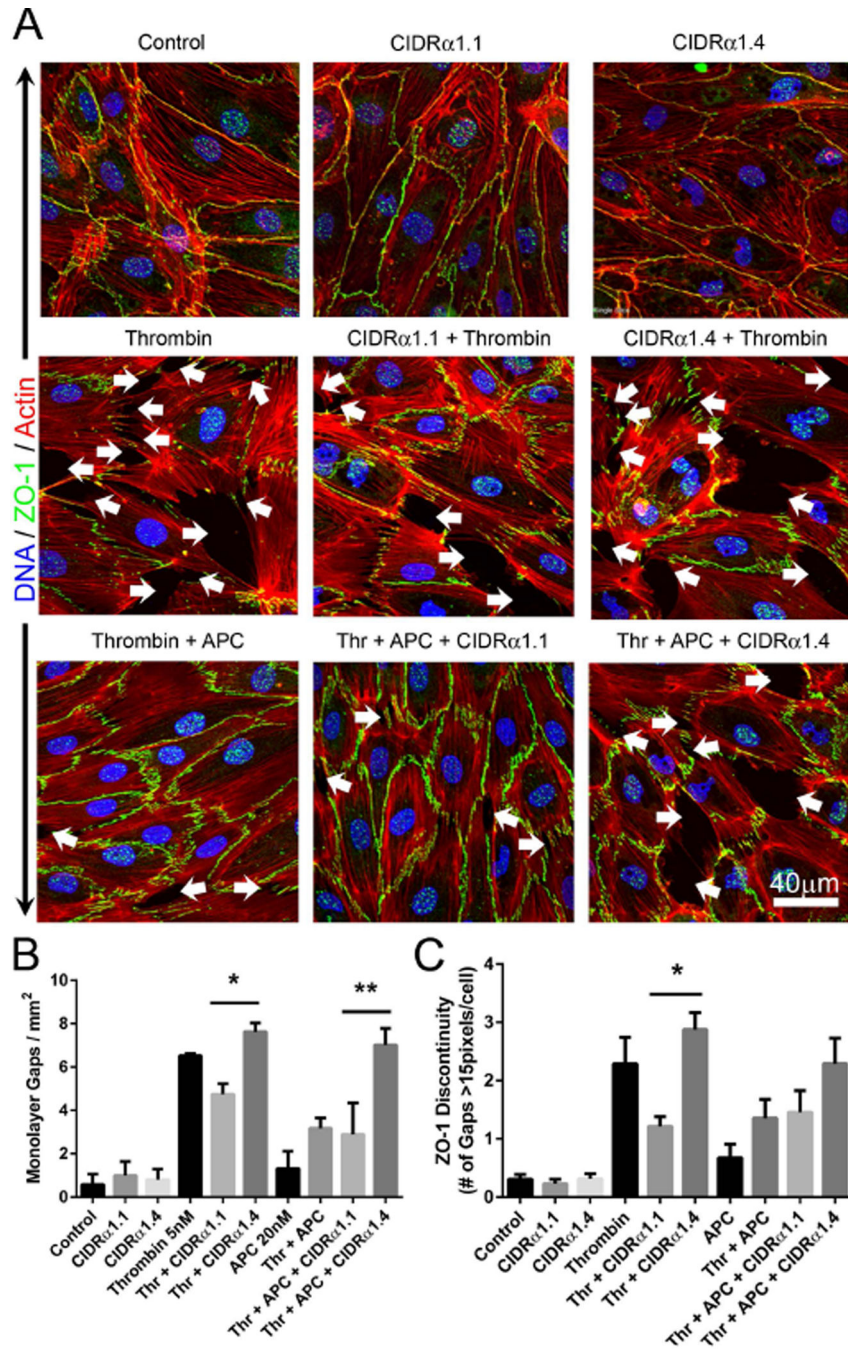 A
Control
CIDRα1.1
CIDRα1.4
DNA / ZO-1 / Actin
Thrombin
CIDRα1.1 + Thrombin
CIDRα1.4 + Thrombin
Thrombin + APC
Thr + APC + CIDRα1.1
Thr + APC + CIDRα1.4
40μm
B
Monolayer Gaps / mm²
10
8
6
4
2
0
*
**
Control
CIDRα1.1
CIDRα1.4
Thrombin 5nM
Thr + CIDRα1.1
Thr + CIDRα1.4
APC 20nM
Thr + APC
Thr + APC + CIDRα1.1
Thr + APC + CIDRα1.4
C
ZO-1 Discontinuity
(# of Gaps >15pixels/cell)
4
3
2
1
0
*
Control
CIDRα1.1
CIDRα1.4
Thrombin
Thr + CIDRα1.1
Thr + CIDRα1.4
APC
Thr + APC
Thr + APC + CIDRα1.1
Thr + APC + CIDRα1.4